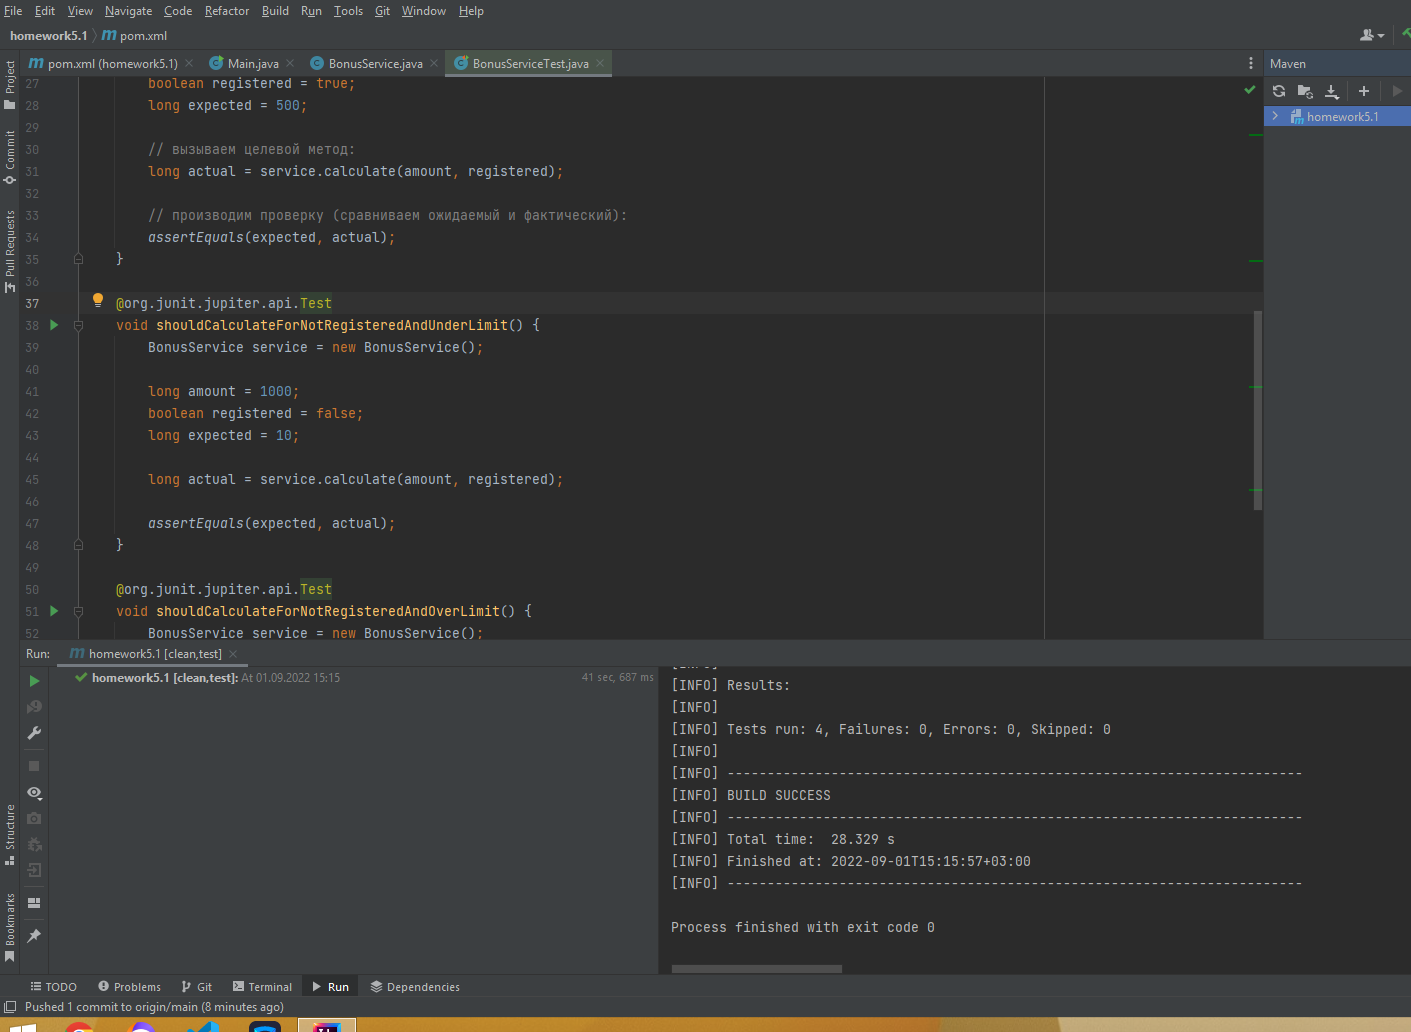 File Edit View Navigate Code Refactor Build Run Tools Git Window Help
homework5.1 pom.xml
pom.xml (homework5.1) Main.java BonusService.java BonusServiceTest.java
Maven
homework5.1
Project
Commit
Pull Requests
Structure
Bookmarks
27 boolean registered = true;
28 long expected = 500;
29
30 // вызываем целевой метод:
31 long actual = service.calculate(amount, registered);
32
33 // производим проверку (сравниваем ожидаемый и фактический):
34 assertEquals(expected, actual);
35 }
36
37 @org.junit.jupiter.api.Test
38 void shouldCalculateForNotRegisteredAndUnderLimit() {
39 BonusService service = new BonusService();
40
41 long amount = 1000;
42 boolean registered = false;
43 long expected = 10;
44
45 long actual = service.calculate(amount, registered);
46
47 assertEquals(expected, actual);
48 }
49
50 @org.junit.jupiter.api.Test
51 void shouldCalculateForNotRegisteredAndOverLimit() {
52 BonusService service = new BonusService();
Run: homework5.1 [clean,test]
homework5.1 [clean,test]: At 01.09.2022 15:15 41 sec, 687 ms
[INFO]
[INFO] Results:
[INFO]
[INFO] Tests run: 4, Failures: 0, Errors: 0, Skipped: 0
[INFO]
[INFO] ------------------------------------------------------------------------
[INFO] BUILD SUCCESS
[INFO] ------------------------------------------------------------------------
[INFO] Total time:  28.329 s
[INFO] Finished at: 2022-09-01T15:15:57+03:00
[INFO] ------------------------------------------------------------------------
Process finished with exit code 0
TODO Problems Git Terminal Run Dependencies
Pushed 1 commit to origin/main (8 minutes ago)